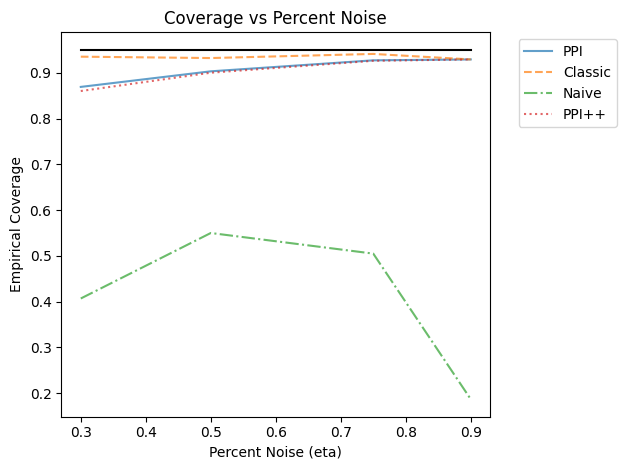 Coverage vs Percent Noise
Empirical Coverage
0.9
0.8
0.7
0.6
0.5
0.4
0.3
0.2
0.3 0.4 0.5 0.6 0.7 0.8 0.9
Percent Noise (eta)
PPI
Classic
Naive
PPI++